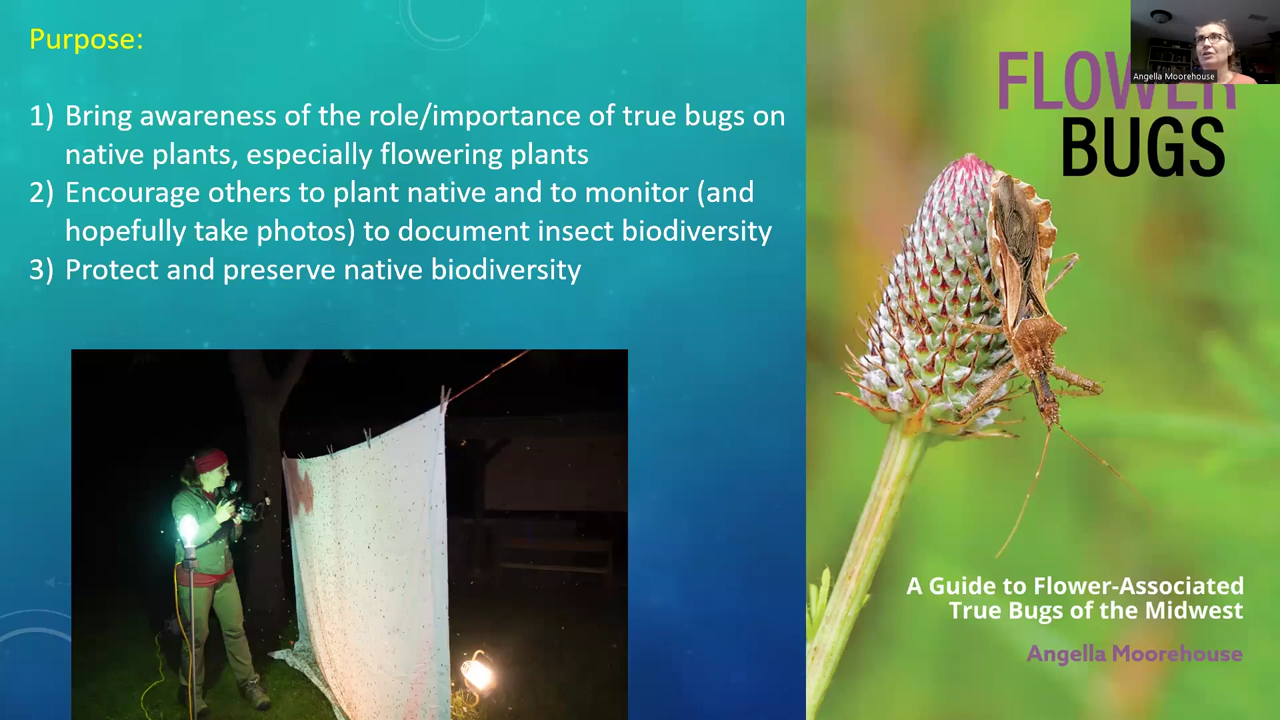 Purpose:
1) Bring awareness of the role/importance of true bugs on
native plants, especially flowering plants
2) Encourage others to plant native and to monitor (and
hopefully take photos) to document insect biodiversity
3) Protect and preserve native biodiversity
Angella Moorehouse
FLOWER
BUGS
A Guide to Flower-Associated
True Bugs of the Midwest
Angella Moorehouse